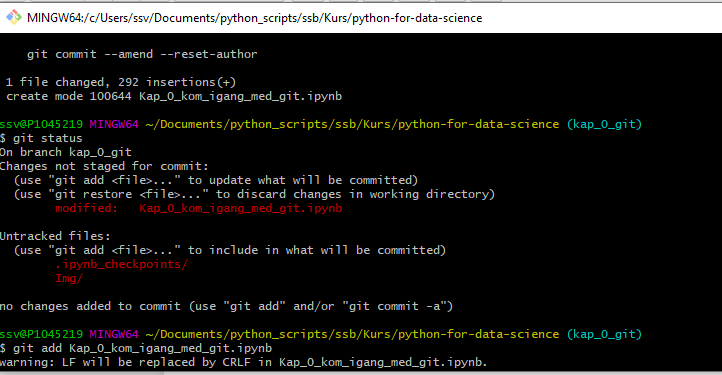 MINGW64:/c/Users/ssv/Documents/python_scripts/ssb/Kurs/python-for-data-science
git commit --amend --reset-author
1 file changed, 292 insertions(+)
create mode 100644 Kap_0_kom_igang_med_git.ipynb
ssv@P1045219 MINGW64 ~/Documents/python_scripts/ssb/Kurs/python-for-data-science (kap_0_git)
$ git status
On branch kap_0_git
Changes not staged for commit:
(use "git add <file>..." to update what will be committed)
(use "git restore <file>..." to discard changes in working directory)
modified: Kap_0_kom_igang_med_git.ipynb
Untracked files:
(use "git add <file>..." to include in what will be committed)
.ipynb_checkpoints/
Img/
no changes added to commit (use "git add" and/or "git commit -a")
ssv@P1045219 MINGW64 ~/Documents/python_scripts/ssb/Kurs/python-for-data-science (kap_0_git)
$ git add Kap_0_kom_igang_med_git.ipynb
warning: LF will be replaced by CRLF in Kap_0_kom_igang_med_git.ipynb.